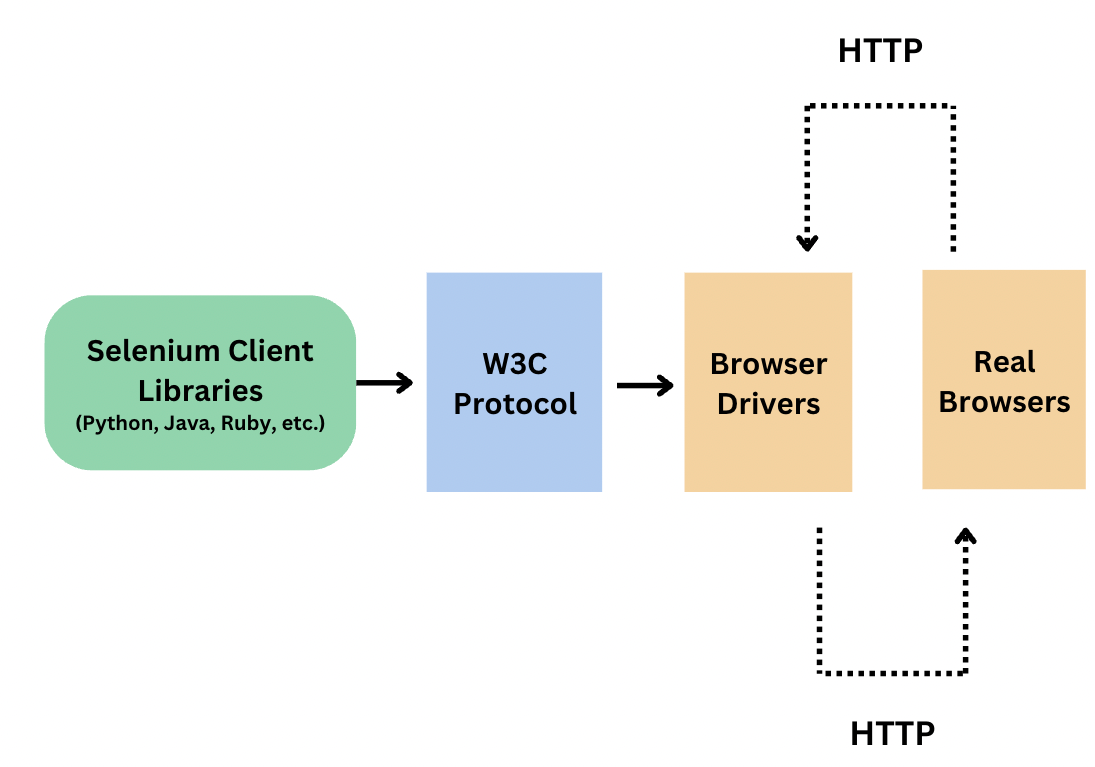 HTTP
Selenium Client
Libraries
(Python, Java, Ruby, etc.)
W3C
Protocol
Browser
Drivers
Real
Browsers
HTTP